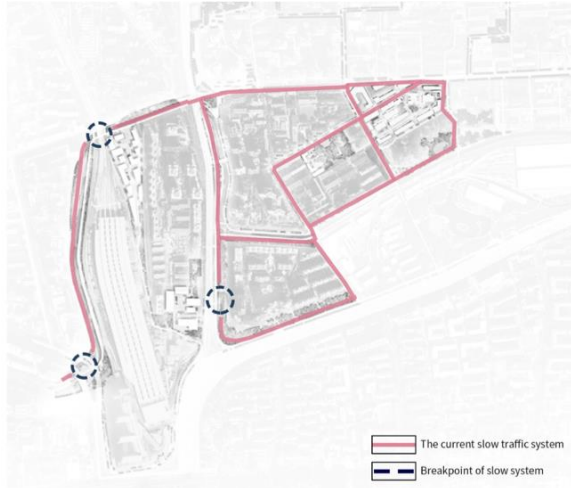 The current slow traffic system
Breakpoint of slow system